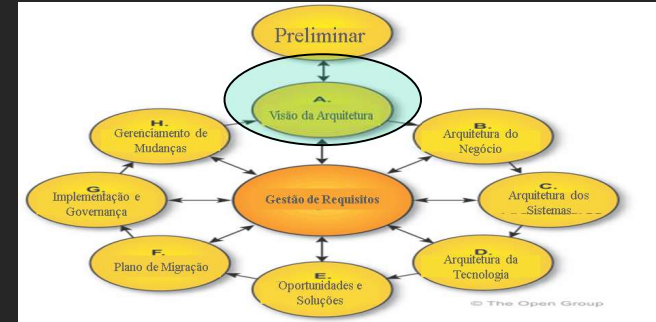 Preliminar
A.
Visão da Arquitetura
H.
Gerenciamento de
Mudanças
B.
Arquitetura do
Negócio
G.
Implementação e
Governança
Gestão de Requisitos
C.
Arquitetura dos
Sistemas
F.
Plano de Migração
D.
Arquitetura da
Tecnologia
E.
Oportunidades e
Soluções
© The Open Group